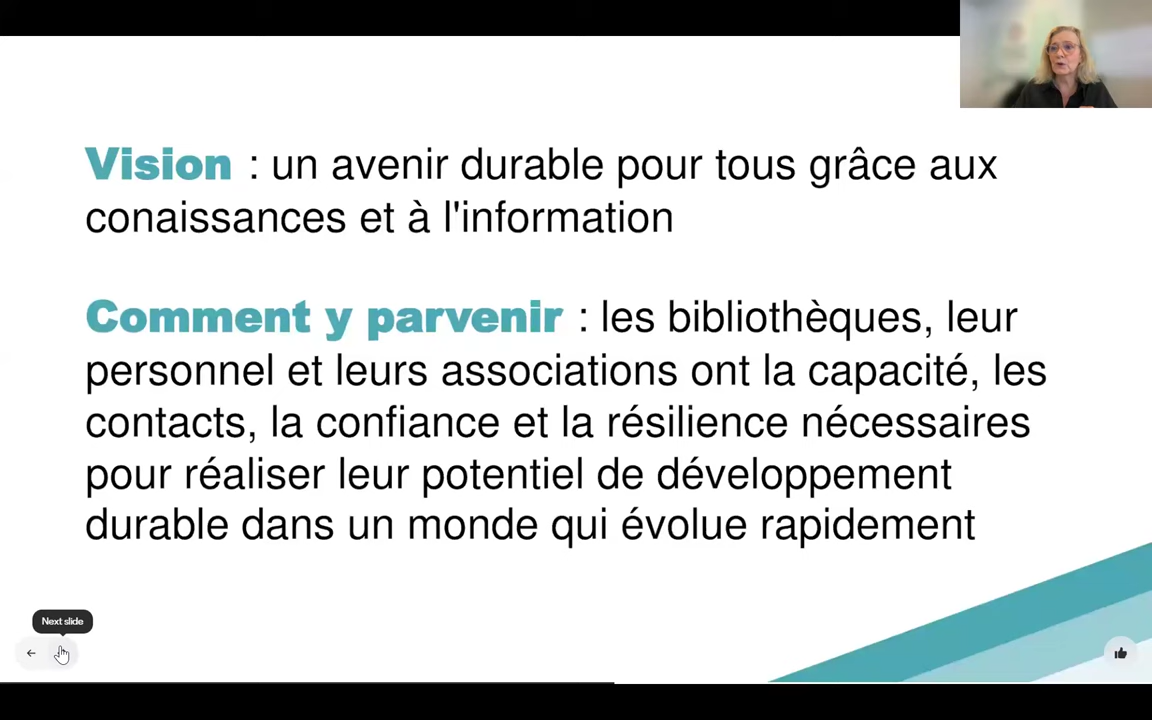 Vision : un avenir durable pour tous grâce aux
conaissances et à l'information
Comment y parvenir : les bibliothèques, leur
personnel et leurs associations ont la capacité, les
contacts, la confiance et la résilience nécessaires
pour réaliser leur potentiel de développement
durable dans un monde qui évolue rapidement
Next slide